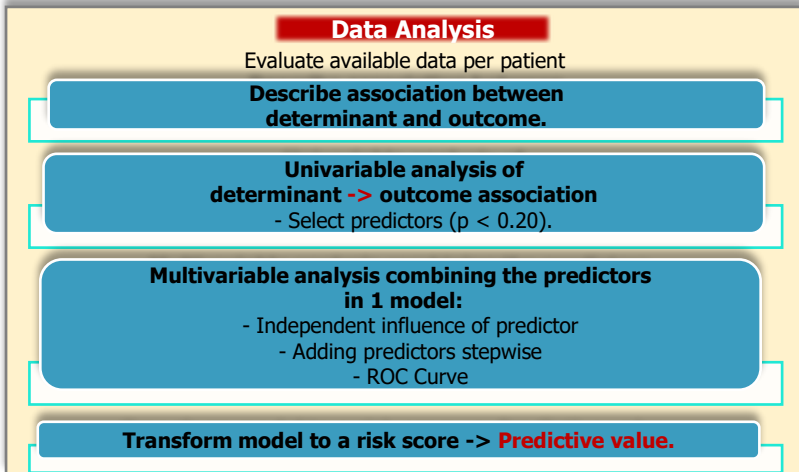 Data Analysis
Evaluate available data per patient
Describe association between
determinant and outcome.
Univariable analysis of
determinant -> outcome association
- Select predictors (p < 0.20).
Multivariable analysis combining the predictors
in 1 model:
- Independent influence of predictor
- Adding predictors stepwise
- ROC Curve
Transform model to a risk score -> Predictive value.